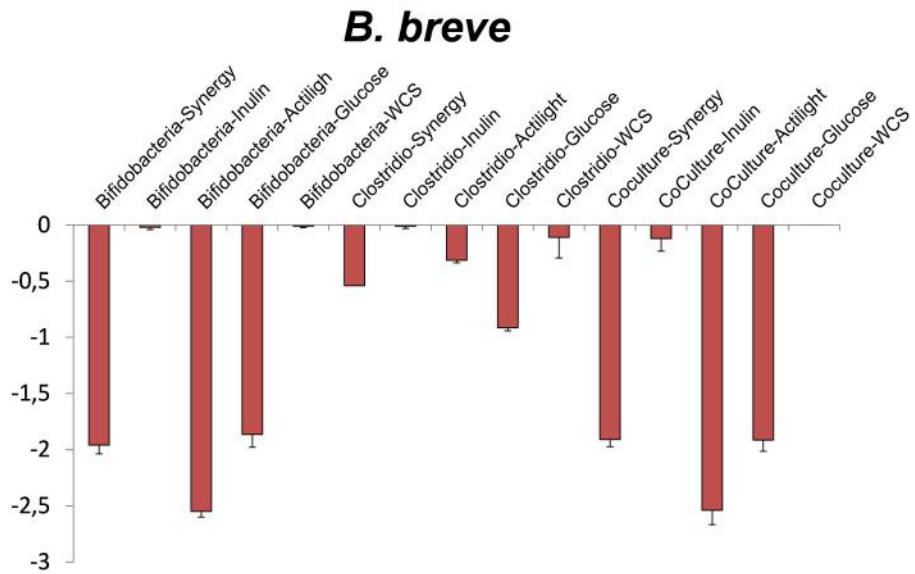 B. breve
Bifidobacteria-Synergy
Bifidobacteria-Inulin
Bifidobacteria-Actiligh
Bifidobacteria-Glucose
Bifidobacteria-WCS
Clostridio-Synergy
Clostridio-Inulin
Clostridio-Actilight
Clostridio-Glucose
Clostridio-WCS
Coculture-Synergy
CoCulture-Inulin
CoCulture-Actilight
Coculture-Glucose
Coculture-WCS
0
-0,5
-1
-1,5
-2
-2,5
-3